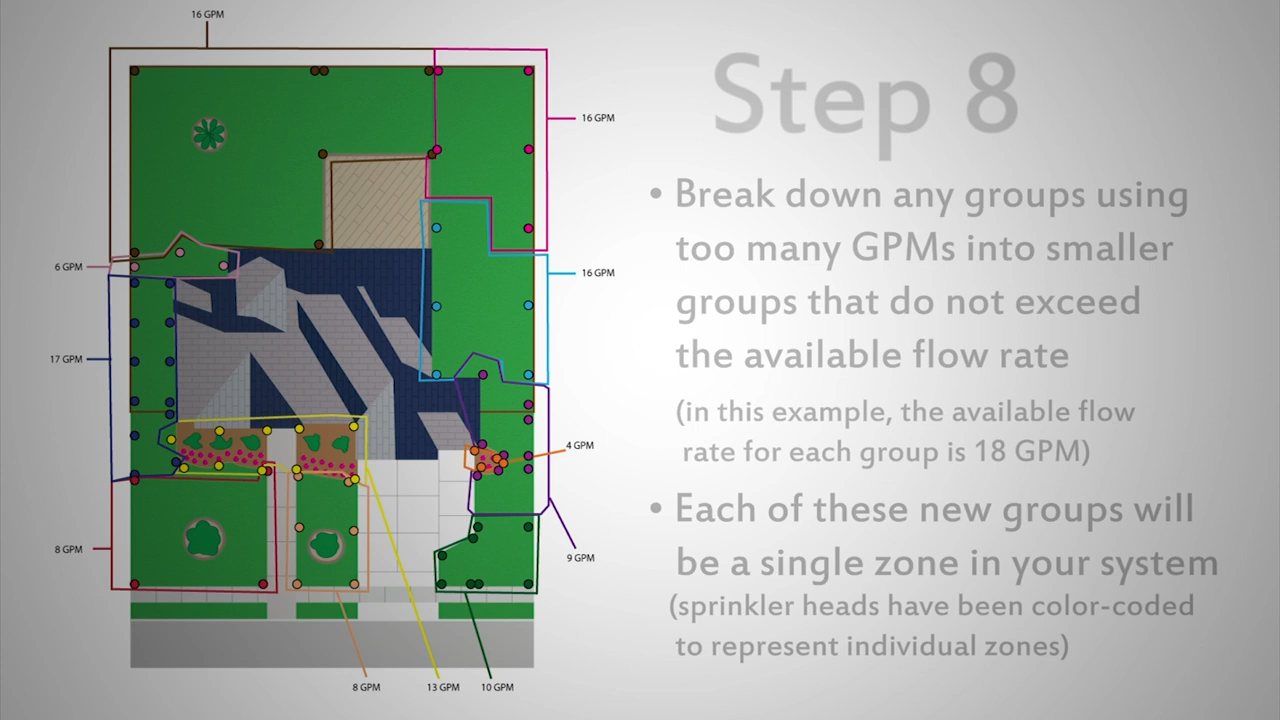 16 GPM
16 GPM
6 GPM
16 GPM
17 GPM
4 GPM
8 GPM
9 GPM
8 GPM
13 GPM
10 GPM
Step 8
• Break down any groups using
too many GPMs into smaller
groups that do not exceed
the available flow rate
(in this example, the available flow
rate for each group is 18 GPM)
• Each of these new groups will
be a single zone in your system
(sprinkler heads have been color-coded
to represent individual zones)